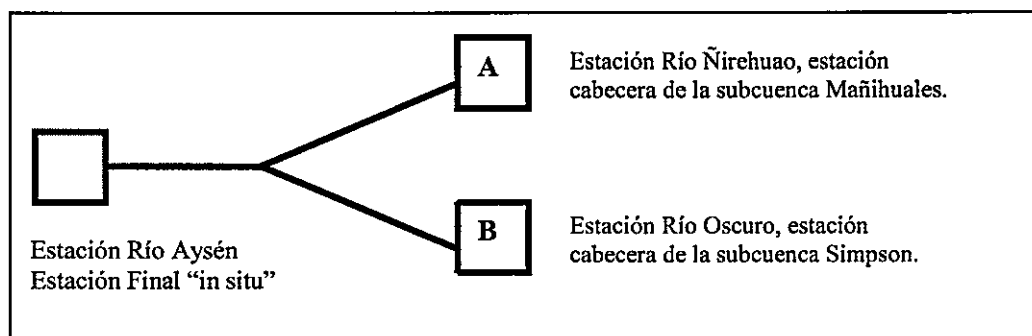 A
Estación Río Ñirehuao, estación
cabecera de la subcuenca Mañihuales.
B
Estación Río Oscuro, estación
cabecera de la subcuenca Simpson.
Estación Río Aysén
Estación Final “in situ”